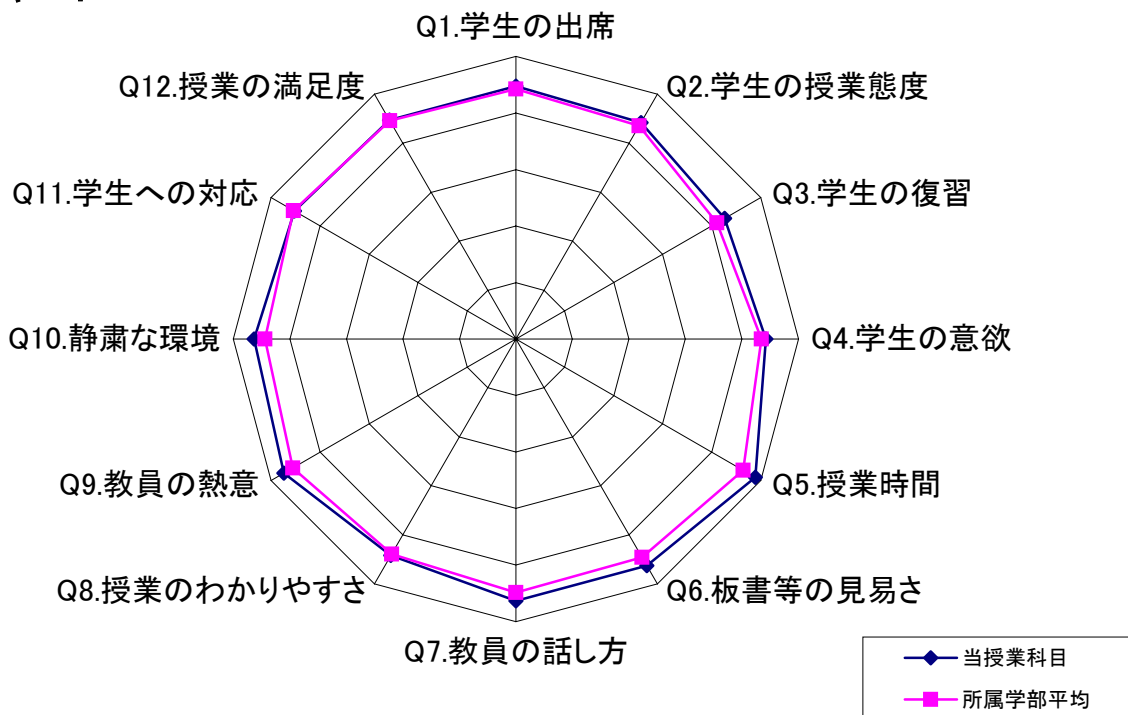 Q1.学生の出席
Q2.学生の授業態度
Q3.学生の復習
Q4.学生の意欲
Q5.授業時間
Q6.板書等の見易さ
Q7.教員の話し方
Q8.授業のわかりやすさ
Q9.教員の熱意
Q10.静粛な環境
Q11.学生への対応
Q12.授業の満足度
当授業科目
所属学部平均